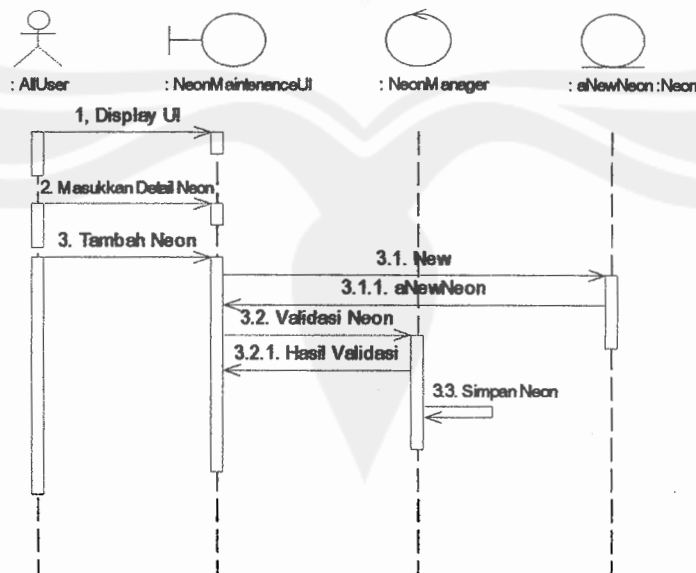 : AllUser
: NeonMaintenanceUI
: NeonManager
: aNewNeon :Neon
1, Display UI
2. Masukkan Detail Neon
3. Tambah Neon
3.1. New
3.1.1. aNewNeon
3.2. Validasi Neon
3.2.1. Hasil Validasi
3.3. Simpan Neon